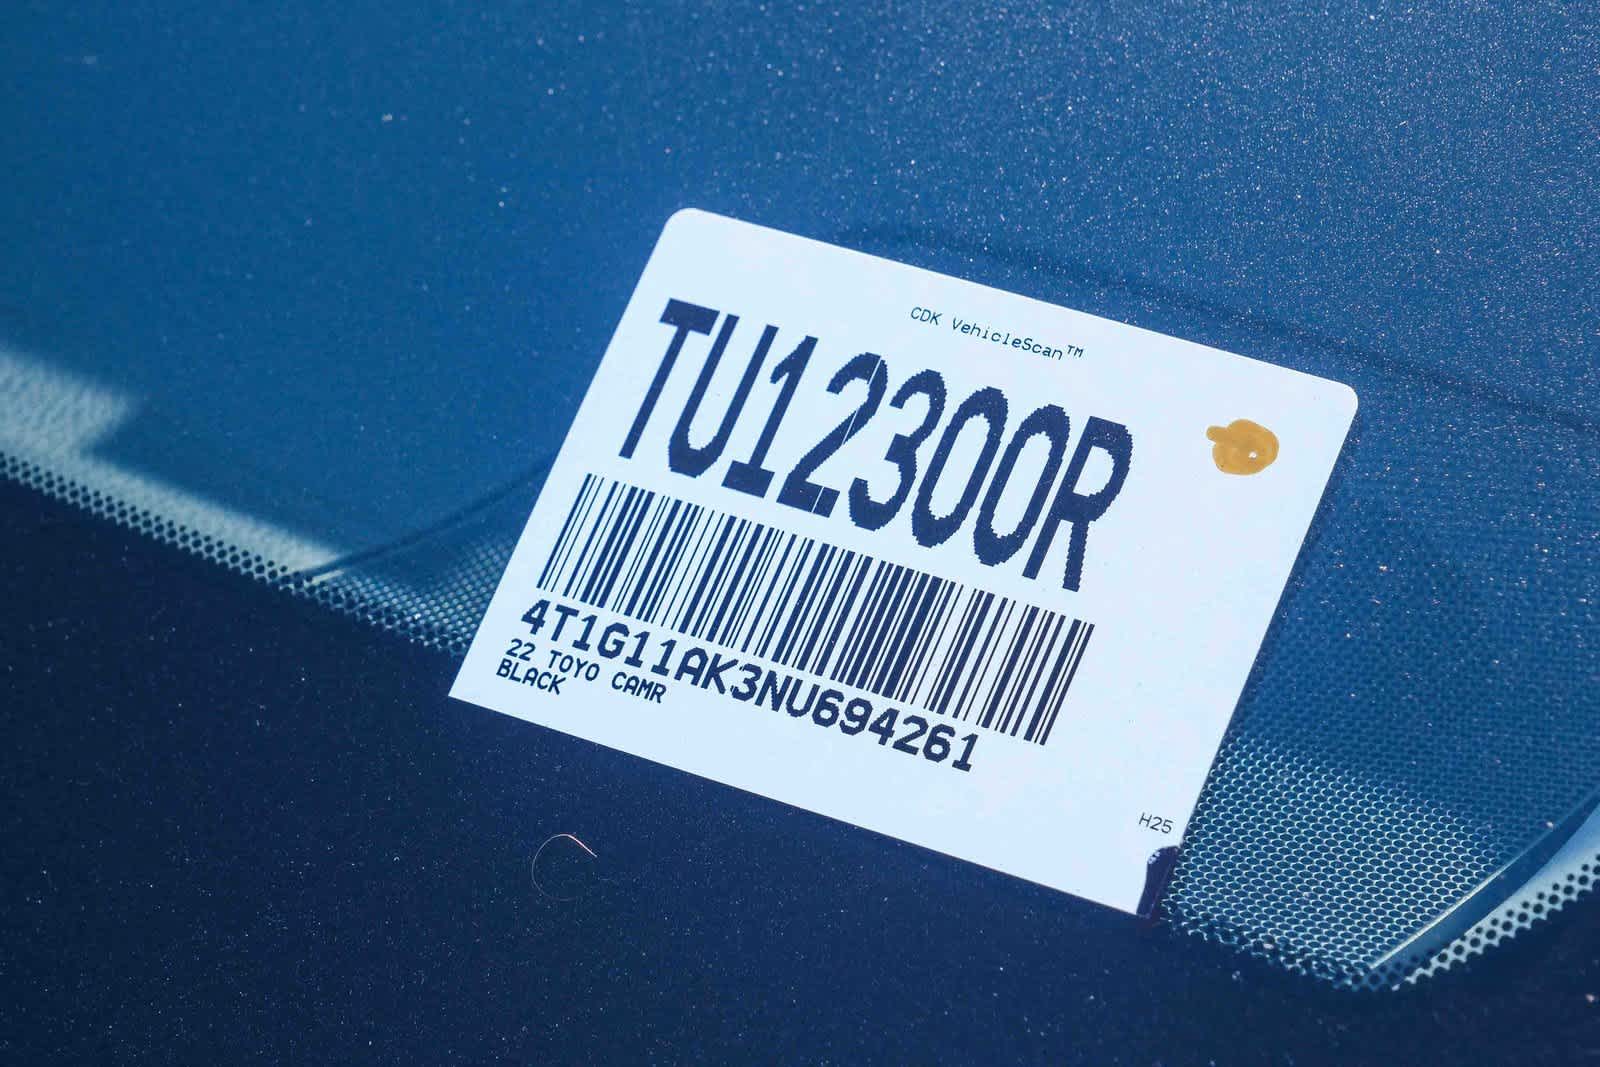 CDK VehicleScan™
TU12300R
4T1G11AK3NU694261
22 TOYO CAMR
BLACK
H25